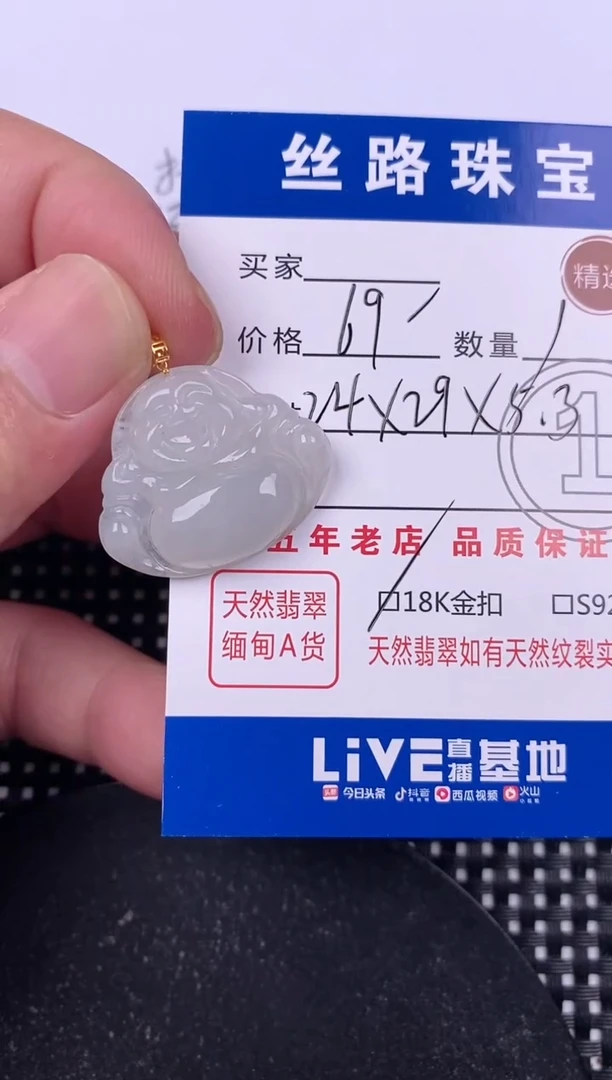 丝路珠宝
买家
精选
价格 69
数量 1
24X29X5.3
1
五年老店 品质保证
天然翡翠
缅甸A货
18K金扣 S92
天然翡翠如有天然纹裂实
LiVE直播基地
头条 今日头条 抖音 西瓜视频 火山